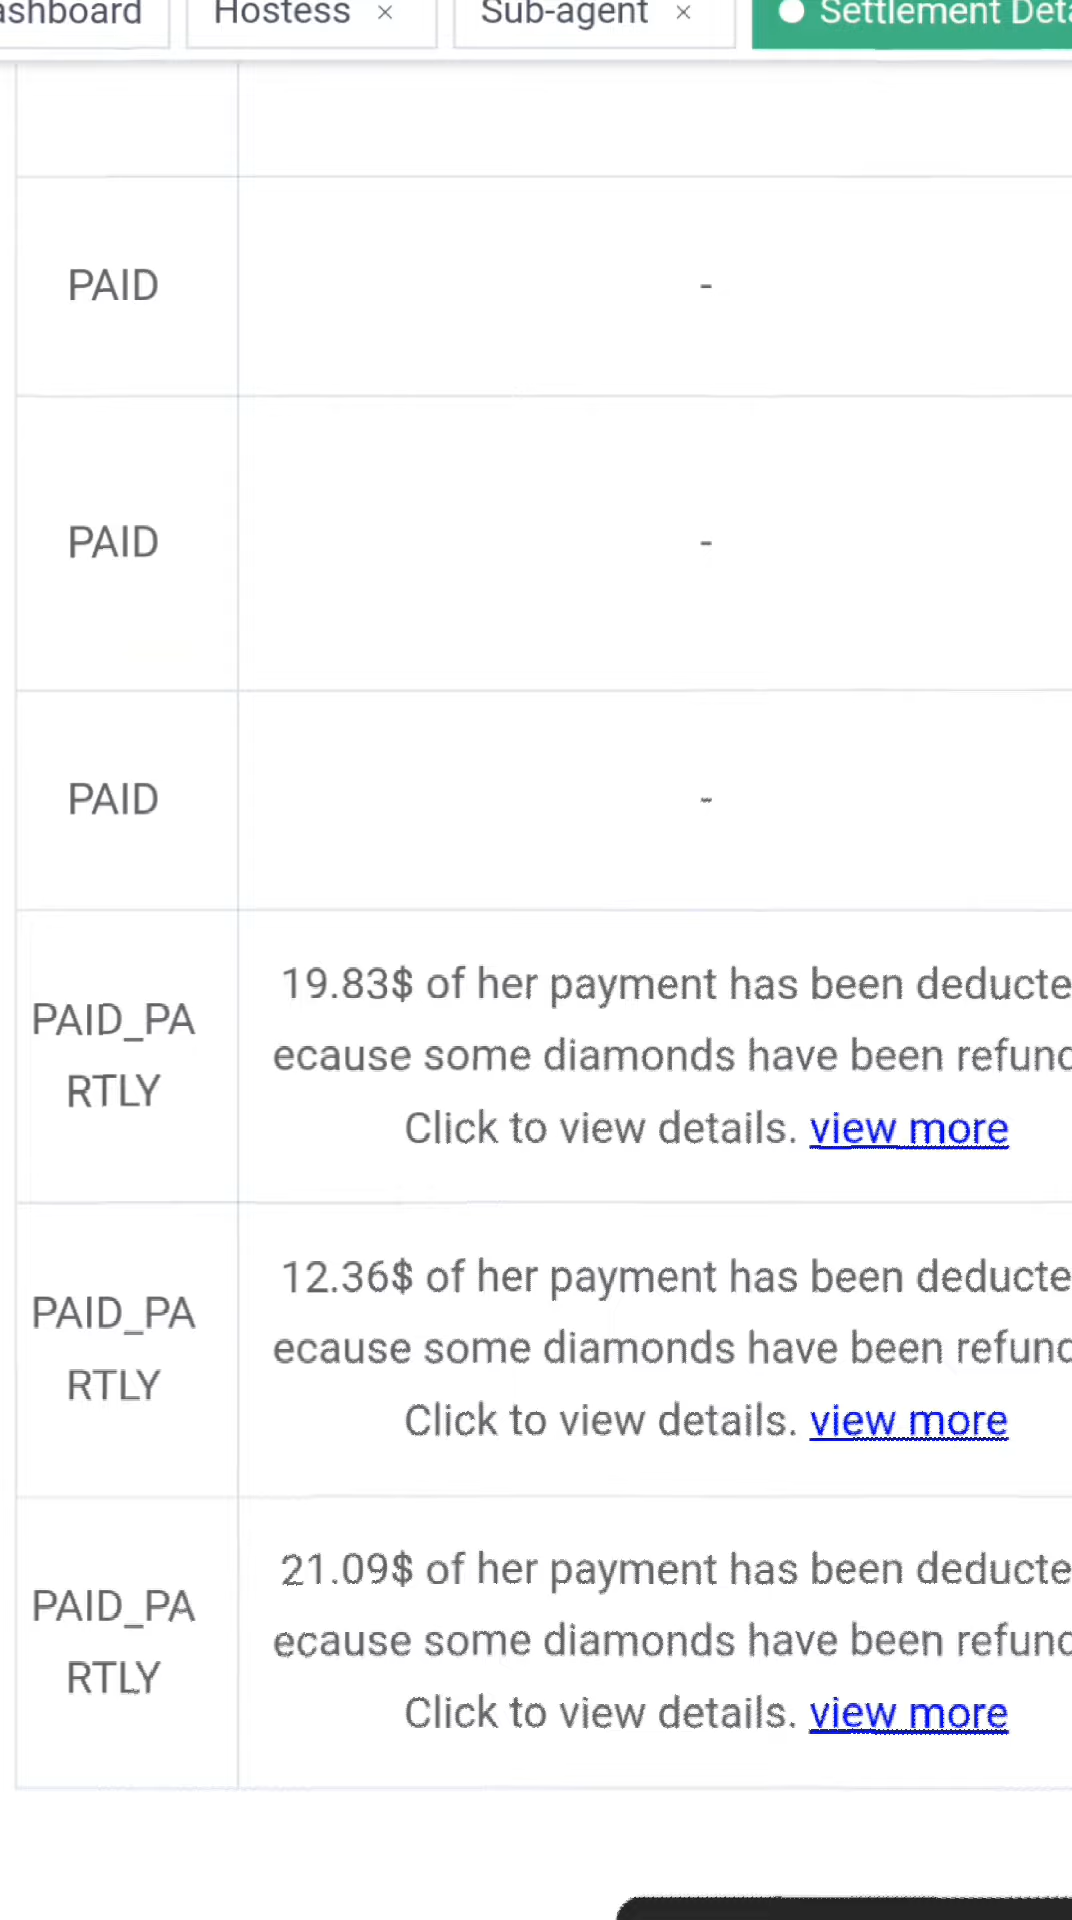 ashboard Hostess × Sub-agent × Settlement Deta
PAID -
PAID -
PAID -
19.83$ of her payment has been deducte
PAID_PA
ecause some diamonds have been refund
RTLY
Click to view details. view more
12.36$ of her payment has been deducte
PAID_PA
ecause some diamonds have been refund
RTLY
Click to view details. view more
21.09$ of her payment has been deducte
PAID_PA
ecause some diamonds have been refund
RTLY
Click to view details. view more